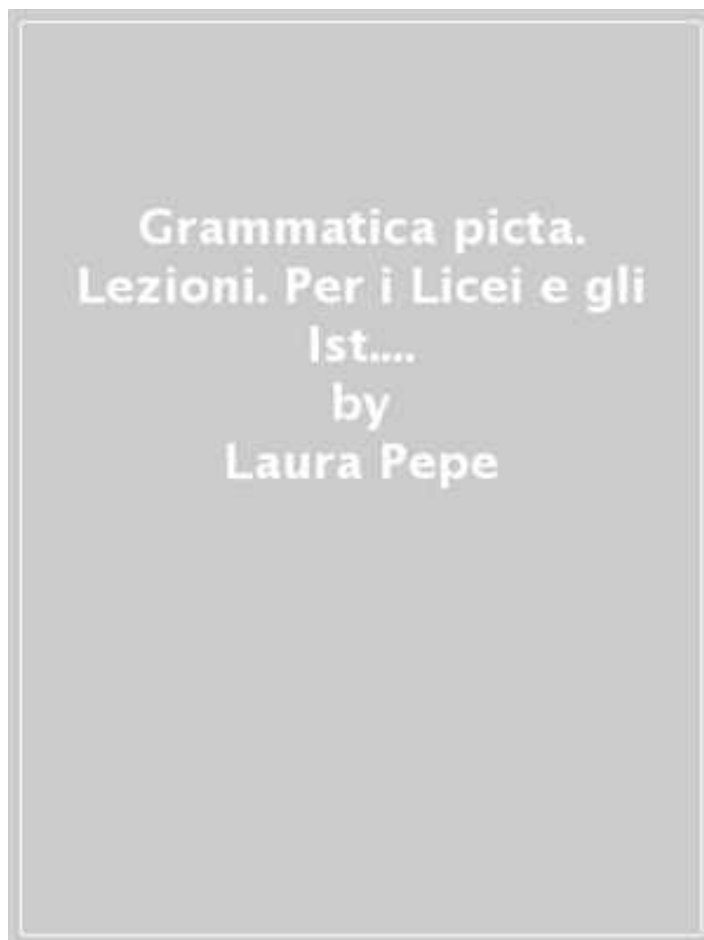 Grammatica picta.
Lezioni. Per i Licei e gli
Ist....
by
Laura Pepe